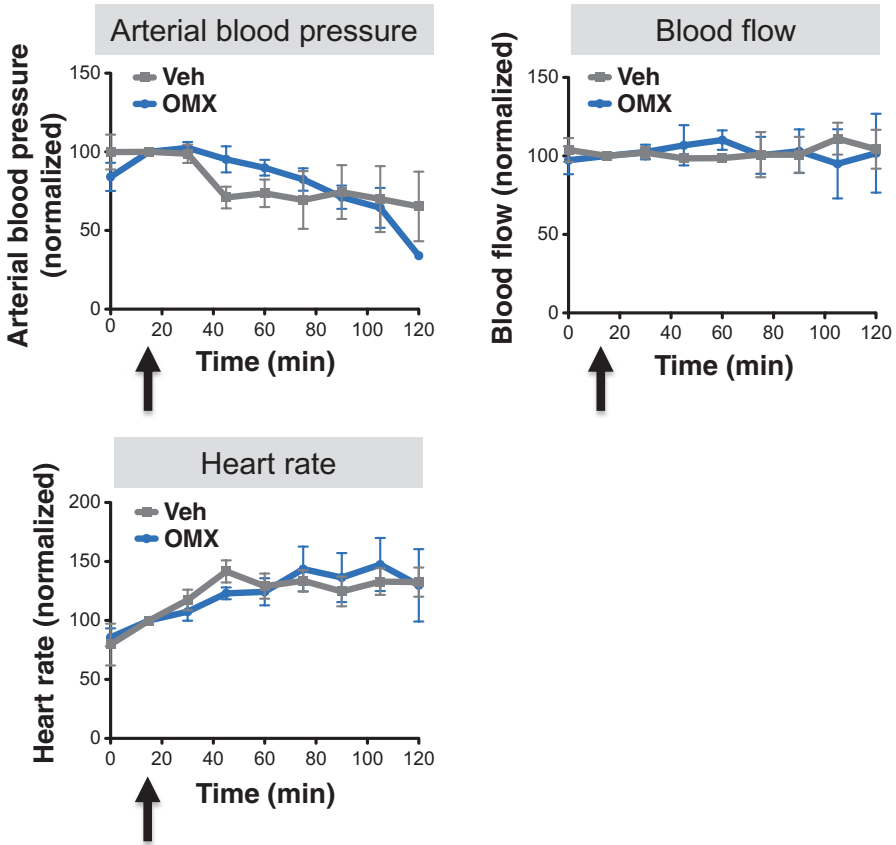 Arterial blood pressure
Arterial blood pressure
(normalized)
150
100
50
0
Veh
OMX
0 20 40 60 80 100 120
Time (min)
Blood flow
Blood flow (normalized)
150
100
50
0
Veh
OMX
0 20 40 60 80 100 120
Time (min)
Heart rate
Heart rate (normalized)
200
150
100
50
0
Veh
OMX
0 20 40 60 80 100 120
Time (min)